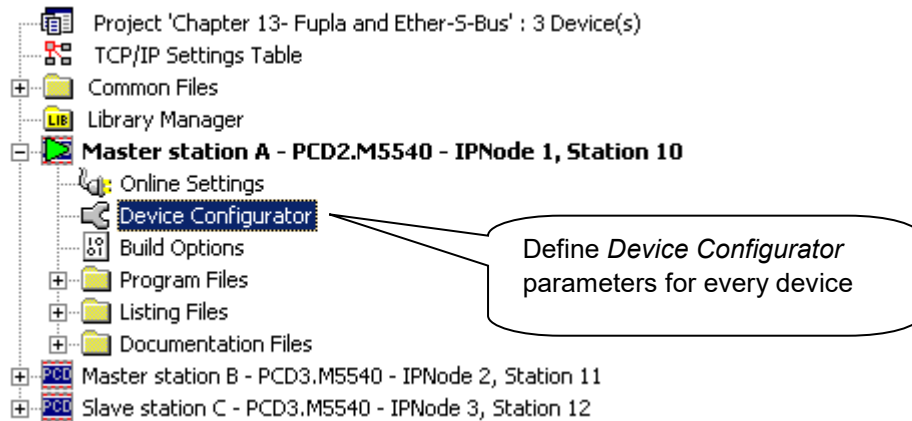 Project 'Chapter 13- Fupla and Ether-S-Bus' : 3 Device(s)
TCP/IP Settings Table
Common Files
LIB Library Manager
Master station A - PCD2.M5540 - IPNode 1, Station 10
Online Settings
Device Configurator
Build Options
Program Files
Listing Files
Documentation Files
PCD Master station B - PCD3.M5540 - IPNode 2, Station 11
PCD Slave station C - PCD3.M5540 - IPNode 3, Station 12
Define Device Configurator
parameters for every device